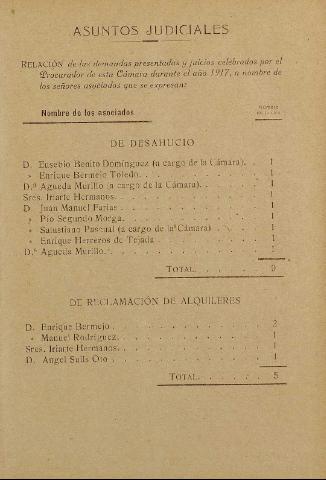 ASUNTOS JUDICIALES
RELACIÓN de las demandas presentadas y juicios celebrados por el
Procurador de esta Cámara durante el año 1917, a nombre de
los señores asociados que se expresan:
Nombre de los asociados
DE DESAHUCIO
D. Eusebio Benito Domínguez (a cargo de la Cámara). . 1
» Enrique Bermejo Toledo. . . 1
D.ª Agueda Murillo (a cargo de la Cámara). . . 1
Sres. Iriarte Hermanos. . . 1
D. Juan Manuel Farias . . . 1
» Pío Segundo Morga. . . 1
» Salustiano Pascual (a cargo de la Cámara) . . 1
» Enrique Herreros de Tejada . . . 1
D.ª Agueda Murillo. . . 1
TOTAL. . . . . . 9
DE RECLAMACIÓN DE ALQUILERES
D. Enrique Bermejo . . . 2
» Manuel Rodríguez. . . 1
Sres. Iriarte Hermanos. . . 1
D. Angel Suils Oto . . . 1
TOTAL. . . . . . 5